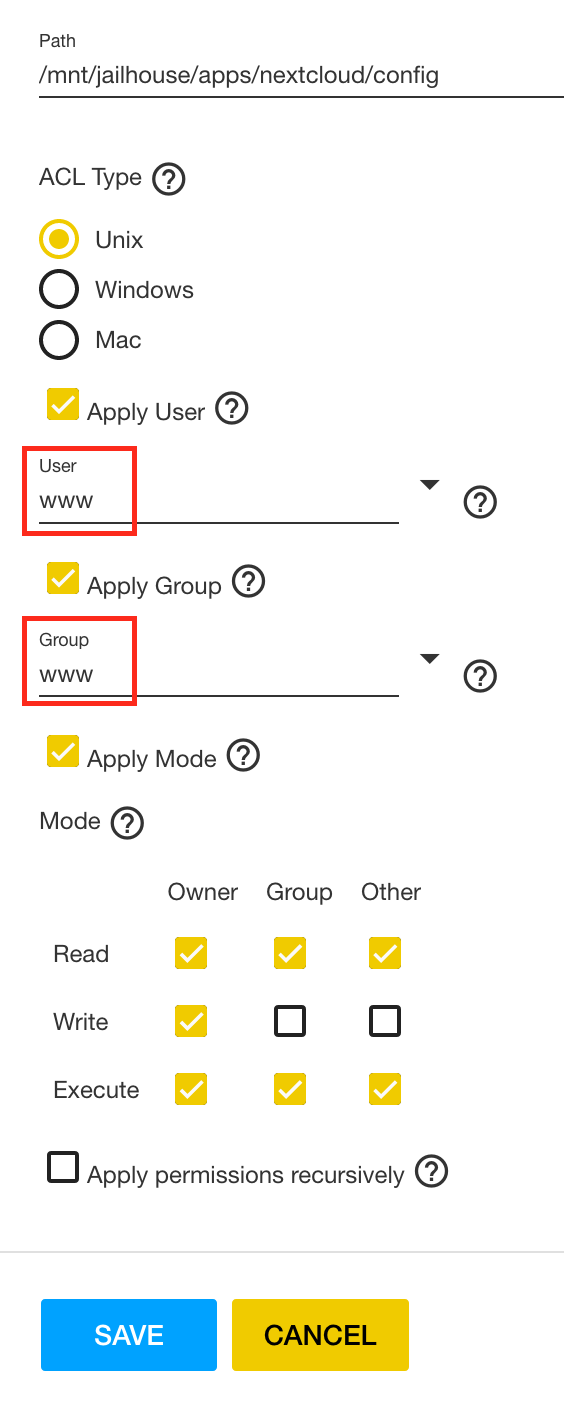 Path
/mnt/jailhouse/apps/nextcloud/config
ACL Type ?
Unix
Windows
Mac
Apply User ?
User
www
?
Apply Group ?
Group
www
?
Apply Mode ?
Mode ?
Owner Group Other
Read
Write
Execute
Apply permissions recursively ?
SAVE CANCEL